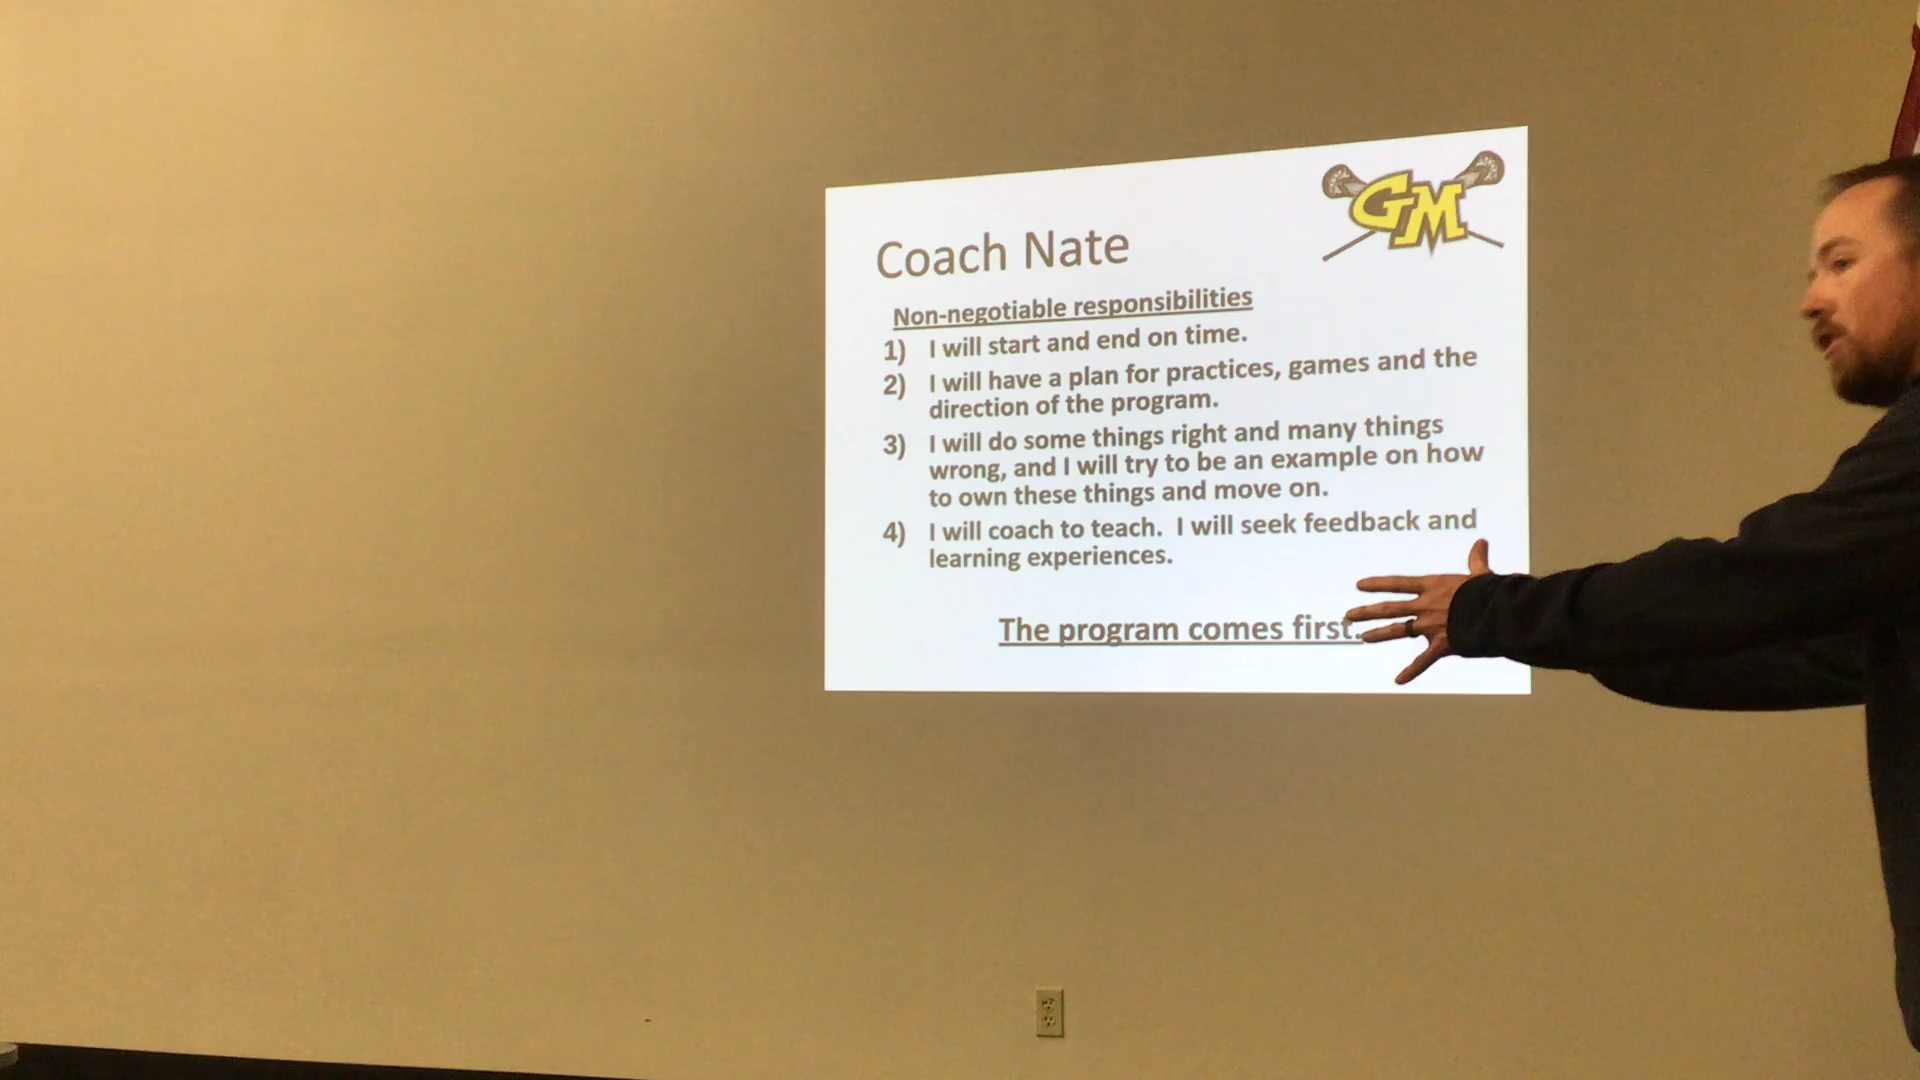 GM
Coach Nate
Non-negotiable responsibilities
1) I will start and end on time.
2) I will have a plan for practices, games and the
direction of the program.
3) I will do some things right and many things
wrong, and I will try to be an example on how
to own these things and move on.
4) I will coach to teach. I will seek feedback and
learning experiences.
The program comes first.